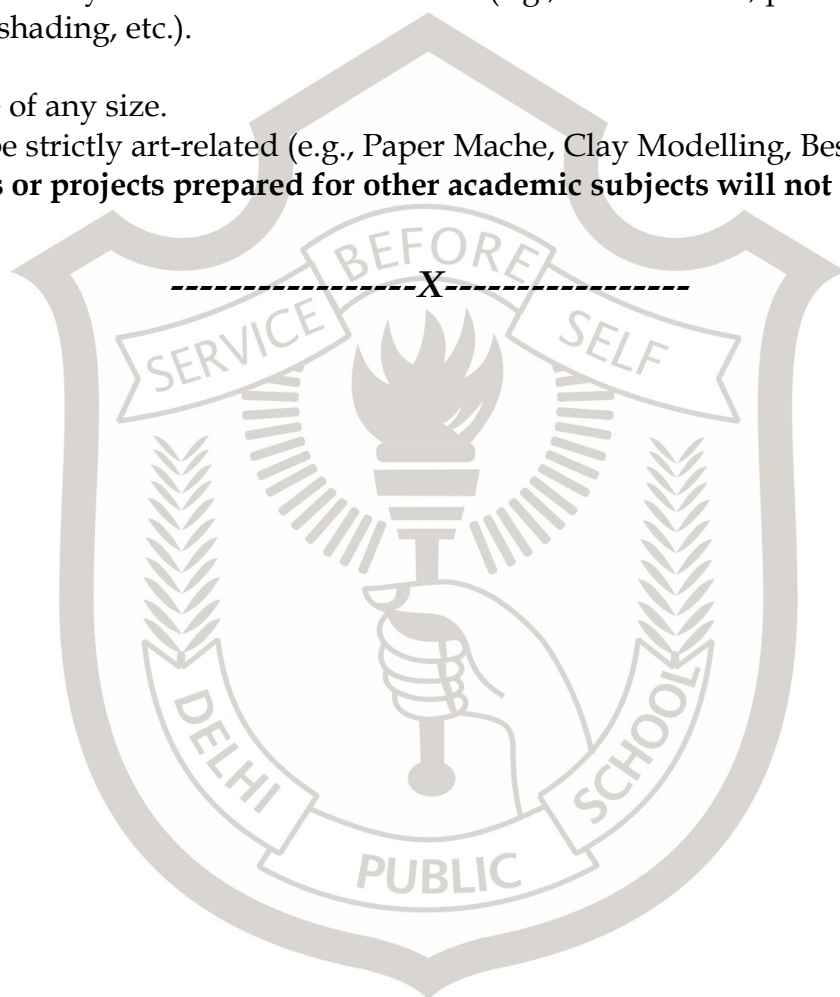 shading, etc.).
of any size.
be strictly art-related (e.g., Paper Mache, Clay Modelling, Bes
s or projects prepared for other academic subjects will not
-----------------X-----------------
SERVICE BEFORE SELF
DELHI PUBLIC SCHOOL